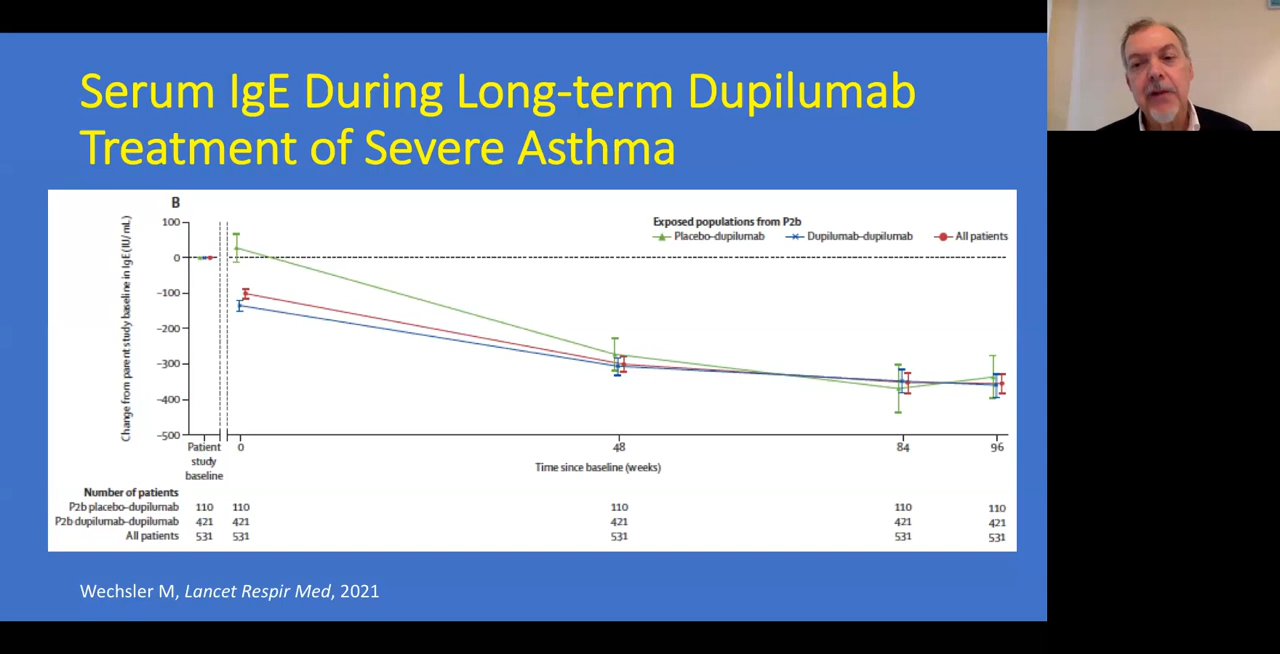 Serum IgE During Long-term Dupilumab
Treatment of Severe Asthma
B
Exposed populations from P2b
Placebo-dupilumab Dupilumab-dupilumab All patients
Change from parent study baseline in IgE (IU/mL)
100
0
-100
-200
-300
-400
-500
Patient study baseline 0 48 84 96
Time since baseline (weeks)
Number of patients
P2b placebo-dupilumab 110 110 110 110 110
P2b dupilumab-dupilumab 421 421 421 421 421
All patients 531 531 531 531 531
Wechsler M, Lancet Respir Med, 2021